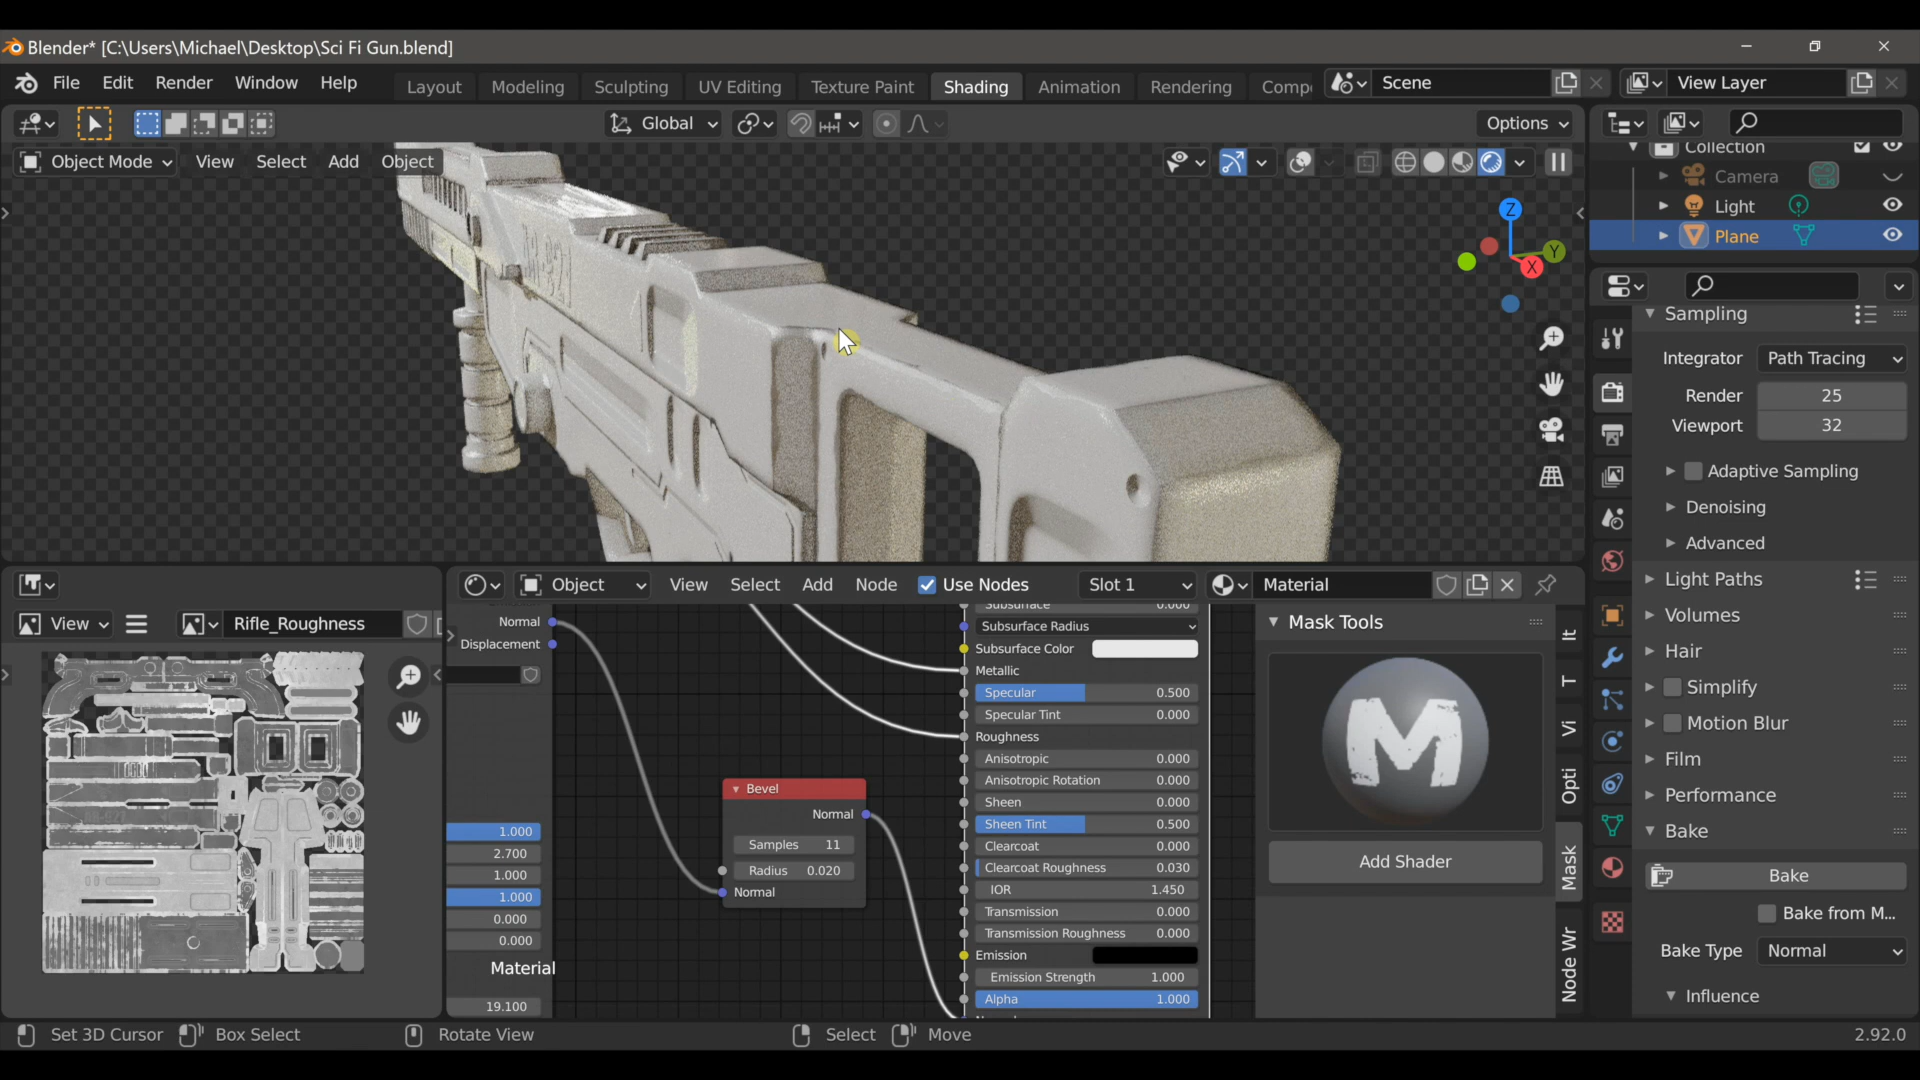 Blender* [C:\Users\Michael\Desktop\Sci Fi Gun.blend]
File Edit Render Window Help Layout Modeling Sculpting UV Editing Texture Paint Shading Animation Rendering Comp Scene View Layer
Global Options
Object Mode View Select Add Object
Z
Y
X
Collection
Camera
Light
Plane
Sampling
Integrator Path Tracing
Render 25
Viewport 32
Adaptive Sampling
Denoising
Advanced
Light Paths
Volumes
Hair
Simplify
Motion Blur
Film
Performance
Bake
Bake
Bake from M...
Bake Type Normal
Influence
View Rifle_Roughness
Object View Select Add Node Use Nodes Slot 1 Material
Normal
Displacement
1.000
2.700
1.000
1.000
0.000
0.000
Material
19.100
Bevel
Normal
Samples 11
Radius 0.020
Normal
Subsurface 0.000
Subsurface Radius
Subsurface Color
Metallic
Specular 0.500
Specular Tint 0.000
Roughness
Anisotropic 0.000
Anisotropic Rotation 0.000
Sheen 0.000
Sheen Tint 0.500
Clearcoat 0.000
Clearcoat Roughness 0.030
IOR 1.450
Transmission 0.000
Transmission Roughness 0.000
Emission
Emission Strength 1.000
Alpha 1.000
Mask Tools
M
Add Shader
It
T
Vi
Opti
Mask
Node Wr
Set 3D Cursor Box Select Rotate View Select Move 2.92.0